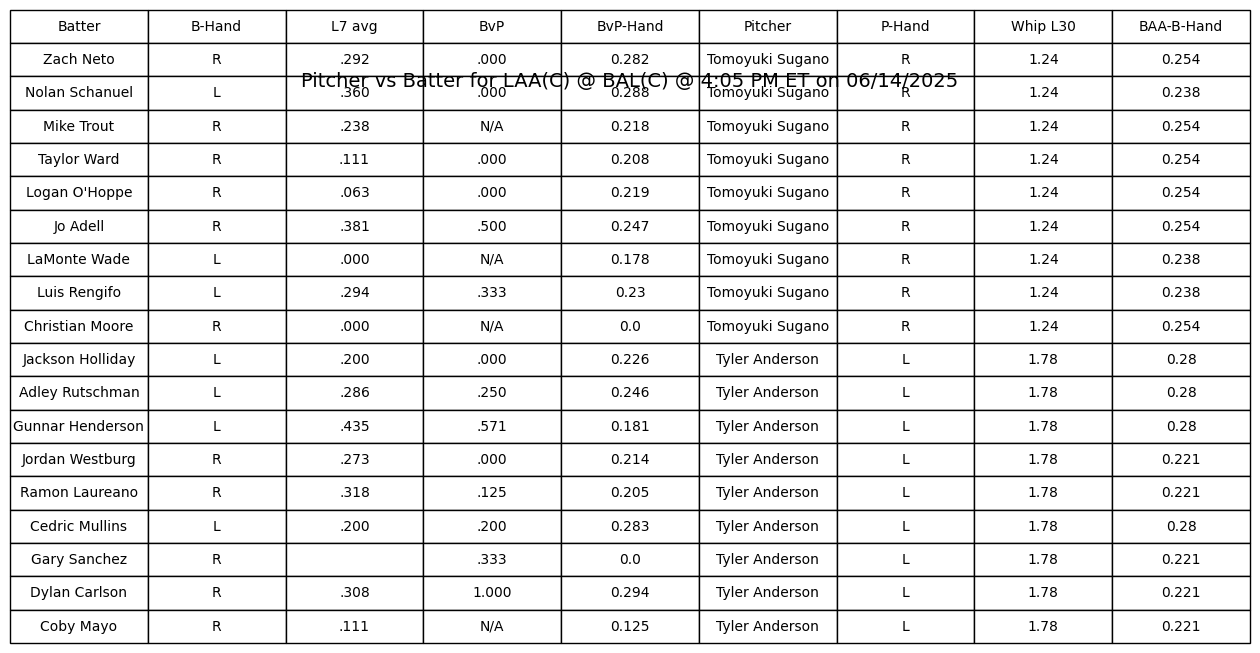 Batter B-Hand L7 avg BvP BvP-Hand Pitcher P-Hand Whip L30 BAA-B-Hand
Zach Neto R .292 .000 0.282 Tomoyuki Sugano R 1.24 0.254
Pitcher vs Batter for LAA(C) @ BAL(C) @ 4:05 PM ET on 06/14/2025
Nolan Schanuel L .360 .000 0.288 Tomoyuki Sugano R 1.24 0.238
Mike Trout R .238 N/A 0.218 Tomoyuki Sugano R 1.24 0.254
Taylor Ward R .111 .000 0.208 Tomoyuki Sugano R 1.24 0.254
Logan O'Hoppe R .063 .000 0.219 Tomoyuki Sugano R 1.24 0.254
Jo Adell R .381 .500 0.247 Tomoyuki Sugano R 1.24 0.254
LaMonte Wade L .000 N/A 0.178 Tomoyuki Sugano R 1.24 0.238
Luis Rengifo L .294 .333 0.23 Tomoyuki Sugano R 1.24 0.238
Christian Moore R .000 N/A 0.0 Tomoyuki Sugano R 1.24 0.254
Jackson Holliday L .200 .000 0.226 Tyler Anderson L 1.78 0.28
Adley Rutschman L .286 .250 0.246 Tyler Anderson L 1.78 0.28
Gunnar Henderson L .435 .571 0.181 Tyler Anderson L 1.78 0.28
Jordan Westburg R .273 .000 0.214 Tyler Anderson L 1.78 0.221
Ramon Laureano R .318 .125 0.205 Tyler Anderson L 1.78 0.221
Cedric Mullins L .200 .200 0.283 Tyler Anderson L 1.78 0.28
Gary Sanchez R .333 0.0 Tyler Anderson L 1.78 0.221
Dylan Carlson R .308 1.000 0.294 Tyler Anderson L 1.78 0.221
Coby Mayo R .111 N/A 0.125 Tyler Anderson L 1.78 0.221